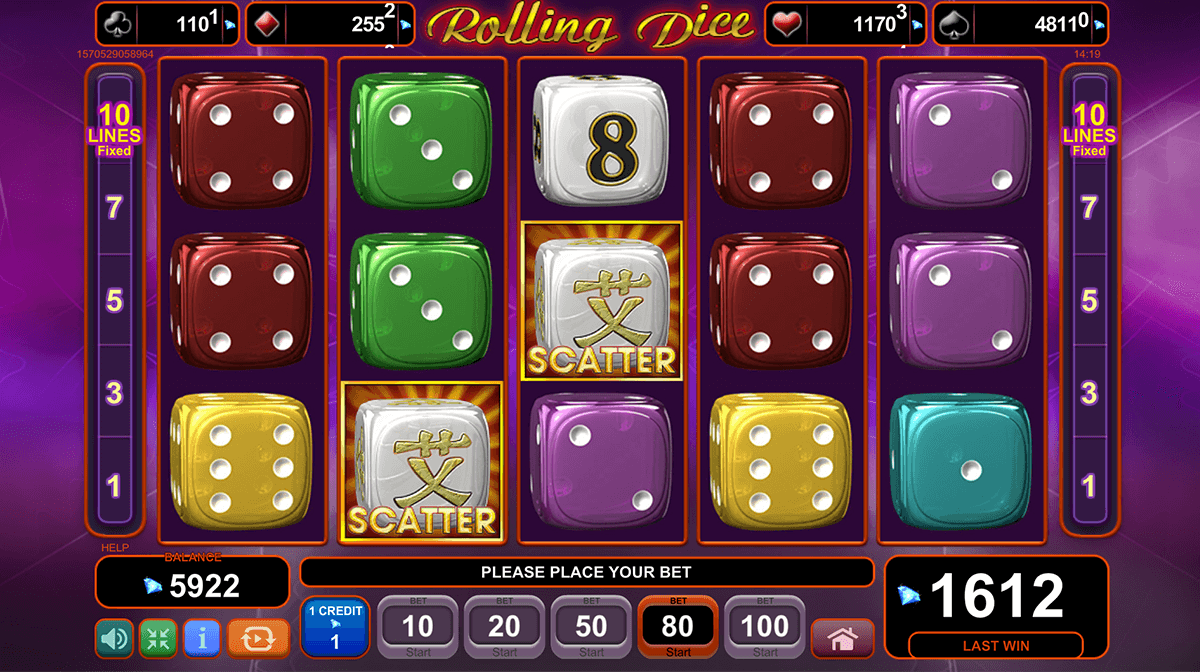 110 1
255 2
Rolling Dice
1170 3
4811 0
1570529058964
14:19
10
LINES
Fixed
7
5
3
1
8
艾
SCATTER
艾
SCATTER
10
LINES
Fixed
7
5
3
1
HELP
BALANCE
5922
PLEASE PLACE YOUR BET
1 CREDIT
1
BET
10
Start
BET
20
Start
BET
50
Start
BET
80
Start
BET
100
Start
i
1612
LAST WIN